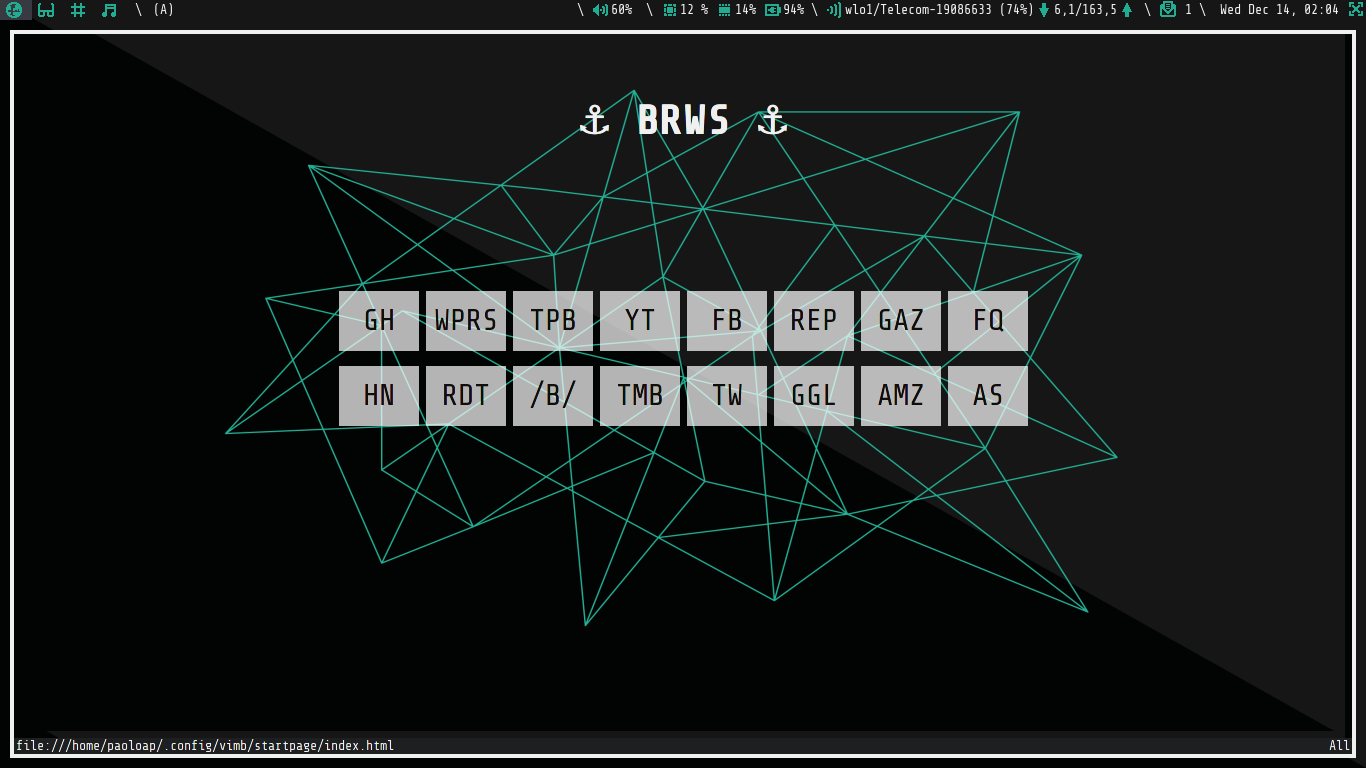 \ (A) \ 60% \ 12 % 14% 94% \ wlo1/Telecom-19086633 (74%) 6,1/163,5 \ 1 \ Wed Dec 14, 02:04
⚓ BRWS ⚓
GH WPRS TPB YT FB REP GAZ FQ
HN RDT /B/ TMB TW GGL AMZ AS
file:///home/paoloap/.config/vimb/startpage/index.html All